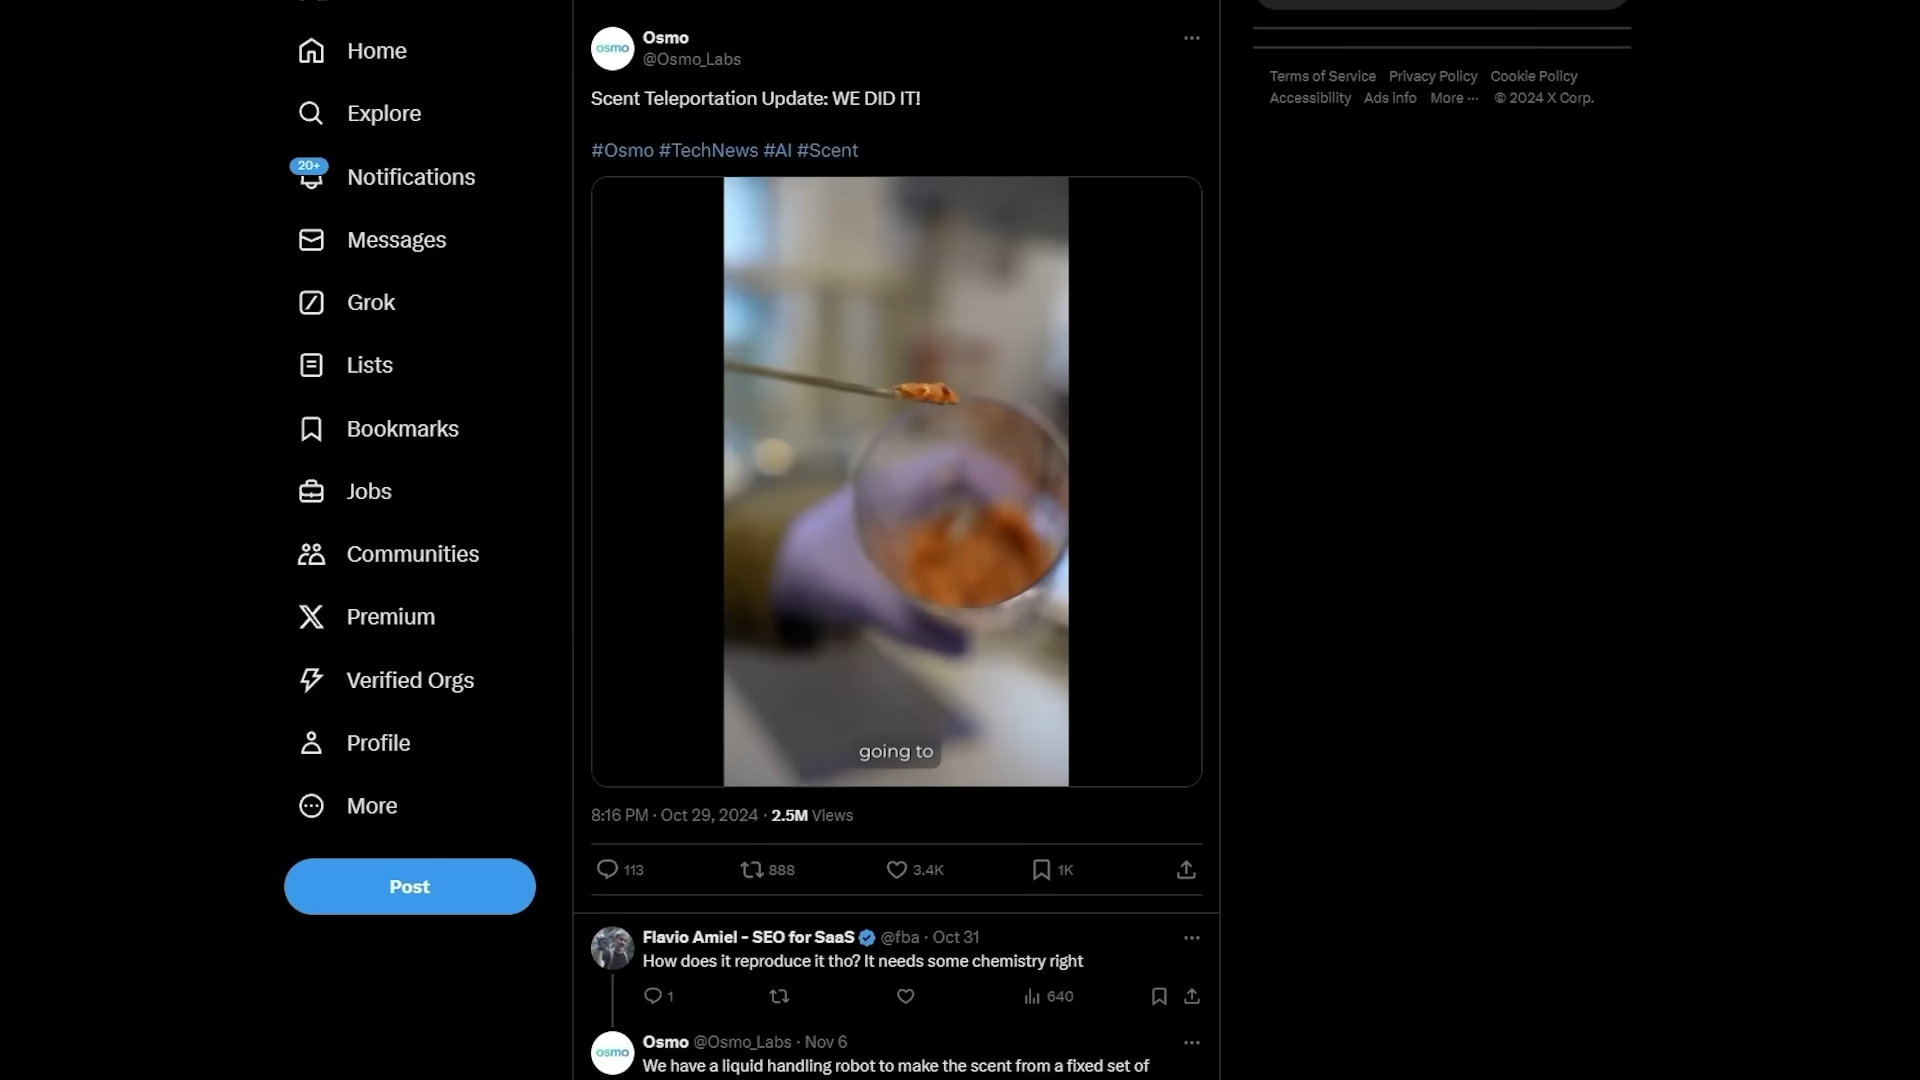 Home
Explore
20+
Notifications
Messages
Grok
Lists
Bookmarks
Jobs
Communities
Premium
Verified Orgs
Profile
More
Post
osmo
Osmo
@Osmo_Labs
Scent Teleportation Update: WE DID IT!
#Osmo #TechNews #AI #Scent
going to
8:16 PM · Oct 29, 2024 · 2.5M Views
113 888 3.4K 1K
Flavio Amiel - SEO for SaaS @fba · Oct 31
How does it reproduce it tho? It needs some chemistry right
1 640
osmo
Osmo @Osmo_Labs · Nov 6
We have a liquid handling robot to make the scent from a fixed set of
Terms of Service Privacy Policy Cookie Policy
Accessibility Ads info More ··· © 2024 X Corp.